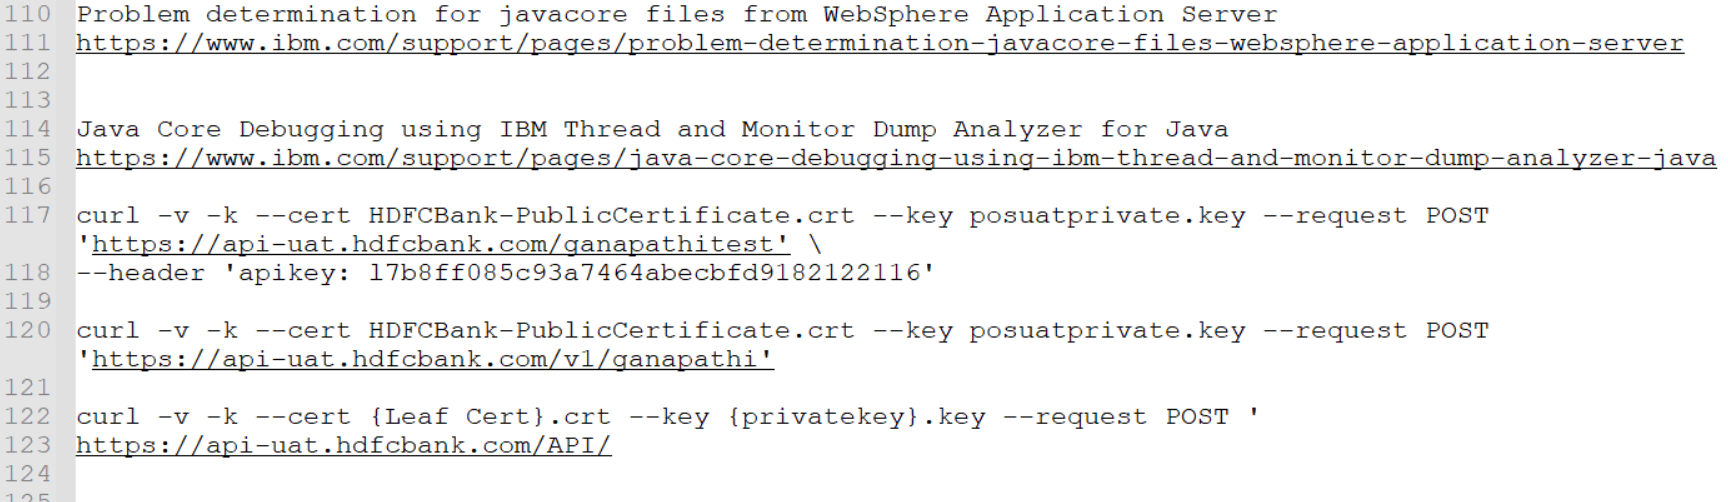 110 Problem determination for javacore files from WebSphere Application Server
111 https://www.ibm.com/support/pages/problem-determination-javacore-files-websphere-application-server
112
113
114 Java Core Debugging using IBM Thread and Monitor Dump Analyzer for Java
115 https://www.ibm.com/support/pages/java-core-debugging-using-ibm-thread-and-monitor-dump-analyzer-java
116
117 curl -v -k --cert HDFCBank-PublicCertificate.crt --key posuatprivate.key --request POST
'https://api-uat.hdfcbank.com/ganapathitest' \
118 --header 'apikey: l7b8ff085c93a7464abecbfd9182122116'
119
120 curl -v -k --cert HDFCBank-PublicCertificate.crt --key posuatprivate.key --request POST
'https://api-uat.hdfcbank.com/v1/ganapathi'
121
122 curl -v -k --cert {Leaf Cert}.crt --key {privatekey}.key --request POST '
123 https://api-uat.hdfcbank.com/API/
124
125